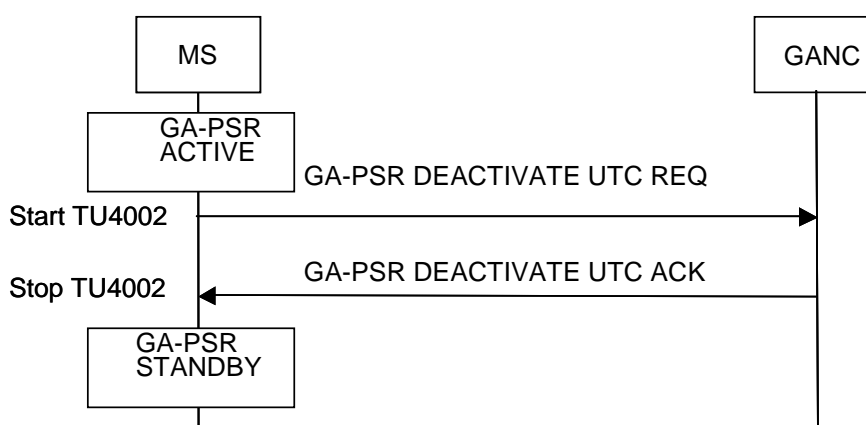 MS
GANC
GA-PSR
ACTIVE
GA-PSR DEACTIVATE UTC REQ
Start TU4002
GA-PSR DEACTIVATE UTC ACK
Stop TU4002
GA-PSR
STANDBY